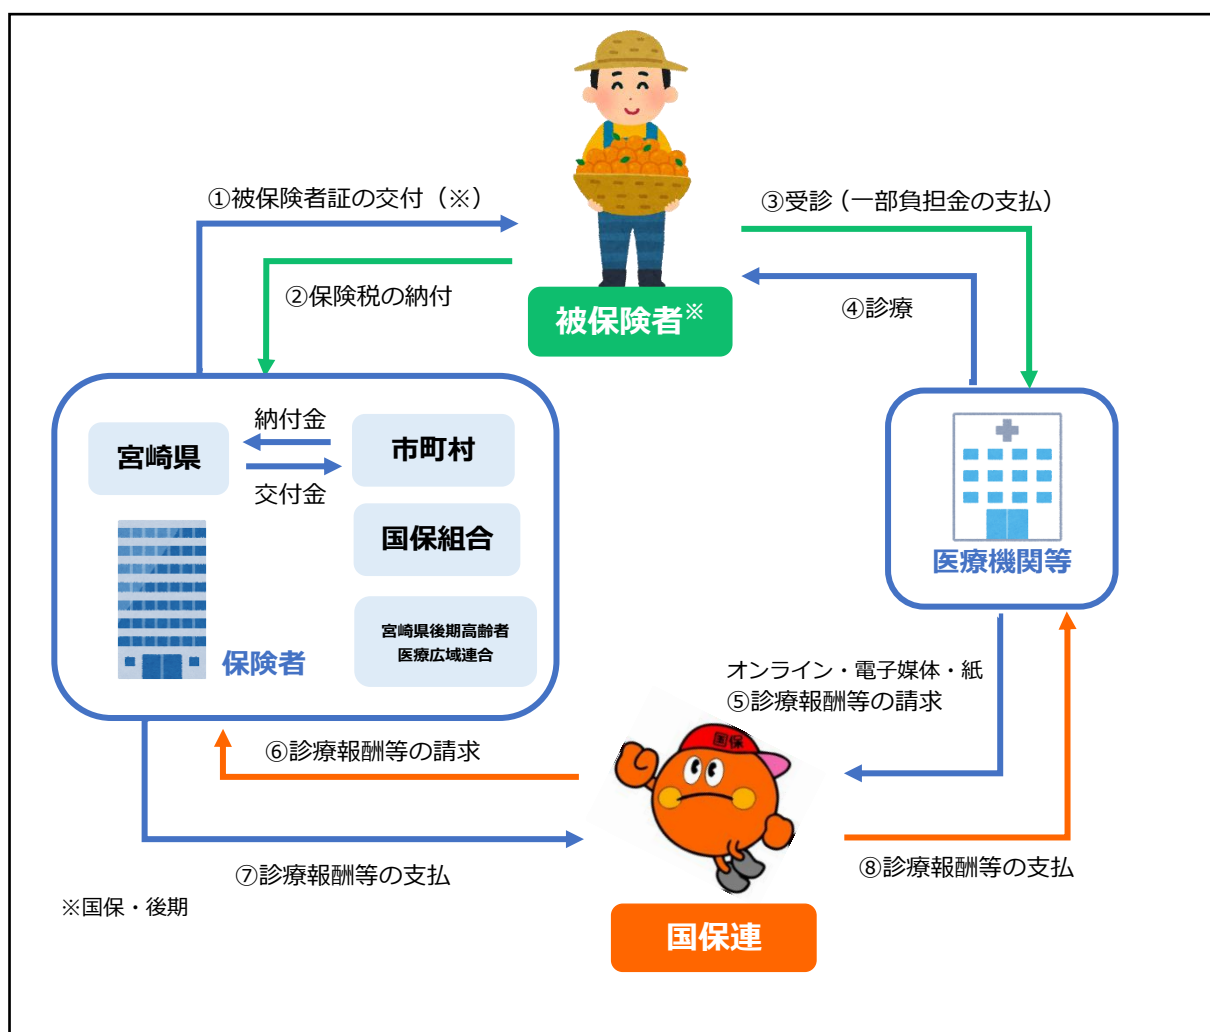 ①被保険者証の交付（※）
③受診（一部負担金の支払）
②保険税の納付
④診療
被保険者※
納付金
宮崎県
市町村
交付金
国保組合
宮崎県後期高齢者
医療広域連合
保険者
医療機関等
オンライン・電子媒体・紙
⑤診療報酬等の請求
国保
⑥診療報酬等の請求
⑦診療報酬等の支払
⑧診療報酬等の支払
※国保・後期
国保連